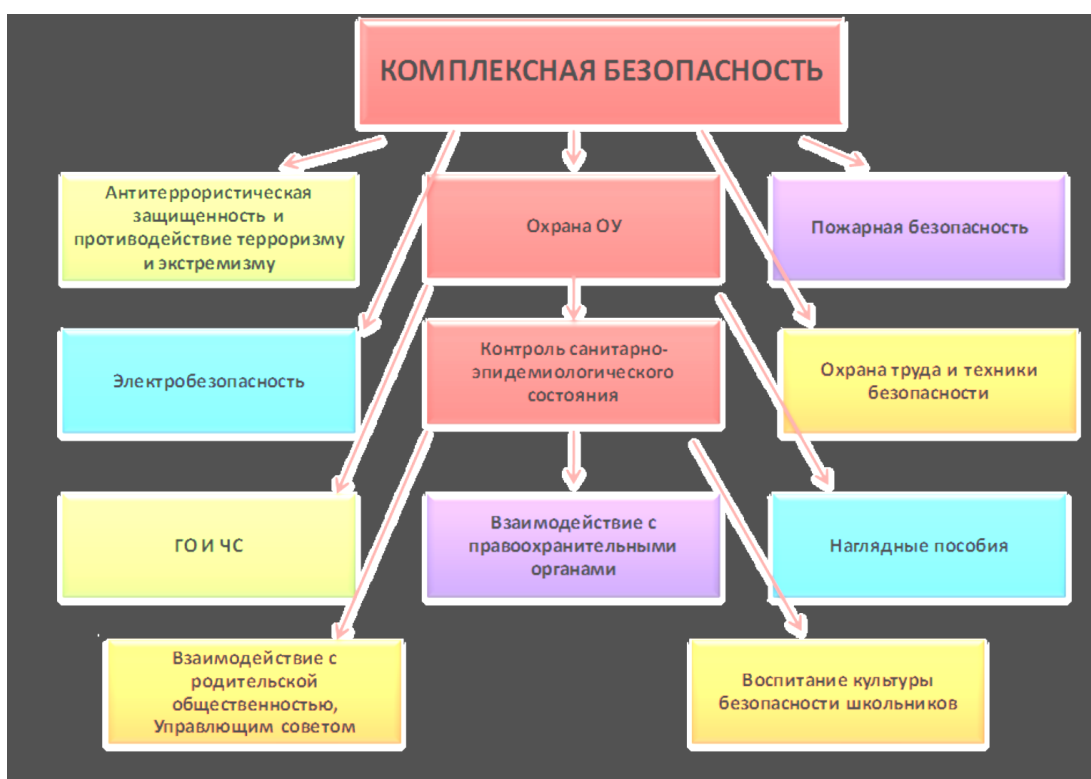 КОМПЛЕКСНАЯ БЕЗОПАСНОСТЬ
Антитеррористическая
защищенность и
противодействие терроризму
и экстремизму
Охрана ОУ
Пожарная безопасность
Электробезопасность
Контроль санитарно-
эпидемиологического
состояния
Охрана труда и техники
безопасности
ГО И ЧС
Взаимодействие с
правоохранительными
органами
Наглядные пособия
Взаимодействие с
родительской
общественностью,
Управлющим советом
Воспитание культуры
безопасности школьников